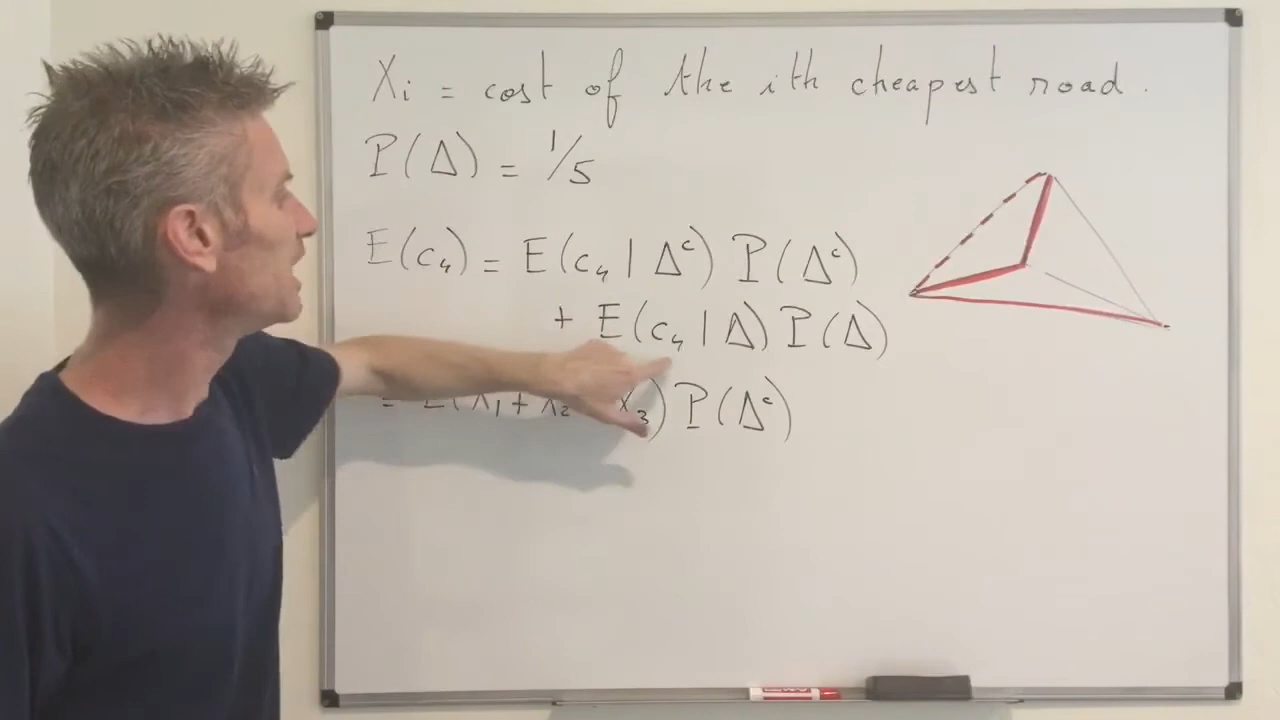 Xi = cost of the ith cheapest road.
P(Δ) = 1/5
E(c₄) = E(c₄ | Δᶜ) P(Δᶜ)
+ E(c₄ | Δ) P(Δ)
= E(X₁ + X₂ X₃) P(Δᶜ)